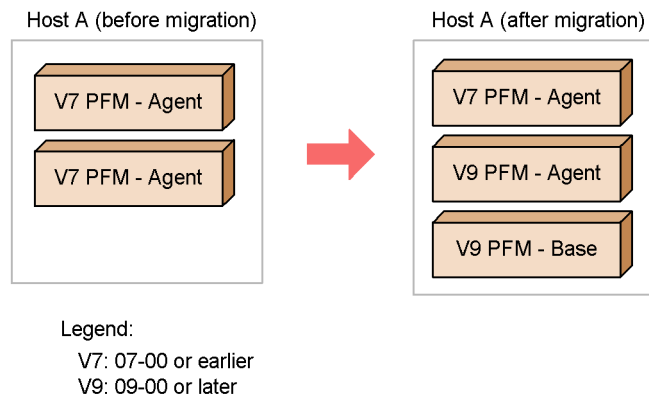 Host A (before migration)
V7 PFM - Agent
V7 PFM - Agent
Host A (after migration)
V7 PFM - Agent
V9 PFM - Agent
V9 PFM - Base
Legend:
V7: 07-00 or earlier
V9: 09-00 or later